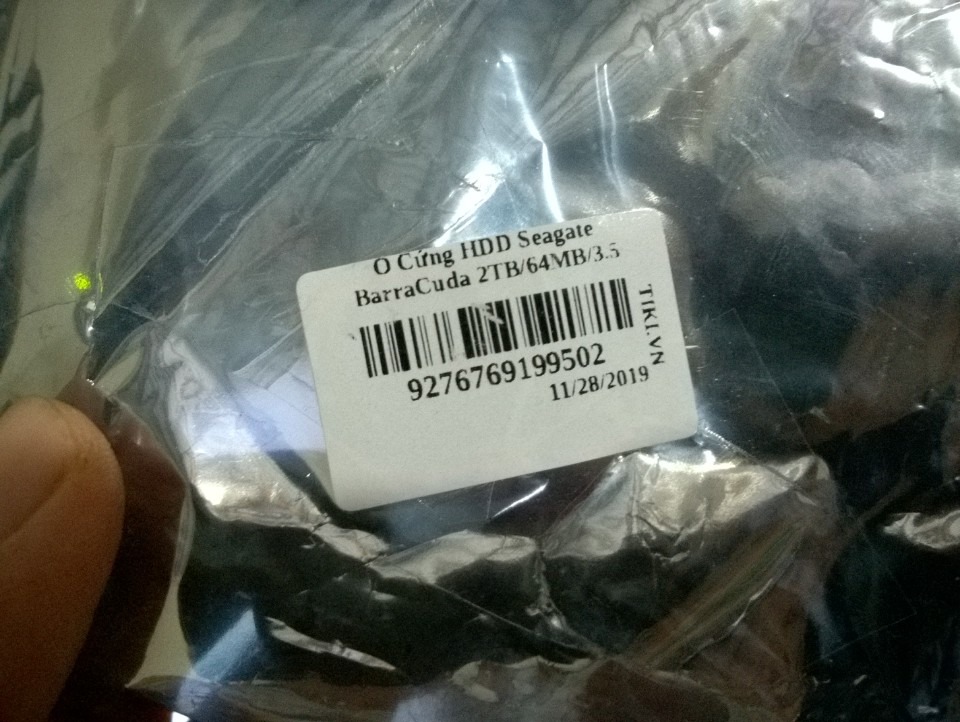 Ổ Cứng HDD Seagate
BarraCuda 2TB/64MB/3.5
9276769199502
11/28/2019
TIKI.VN